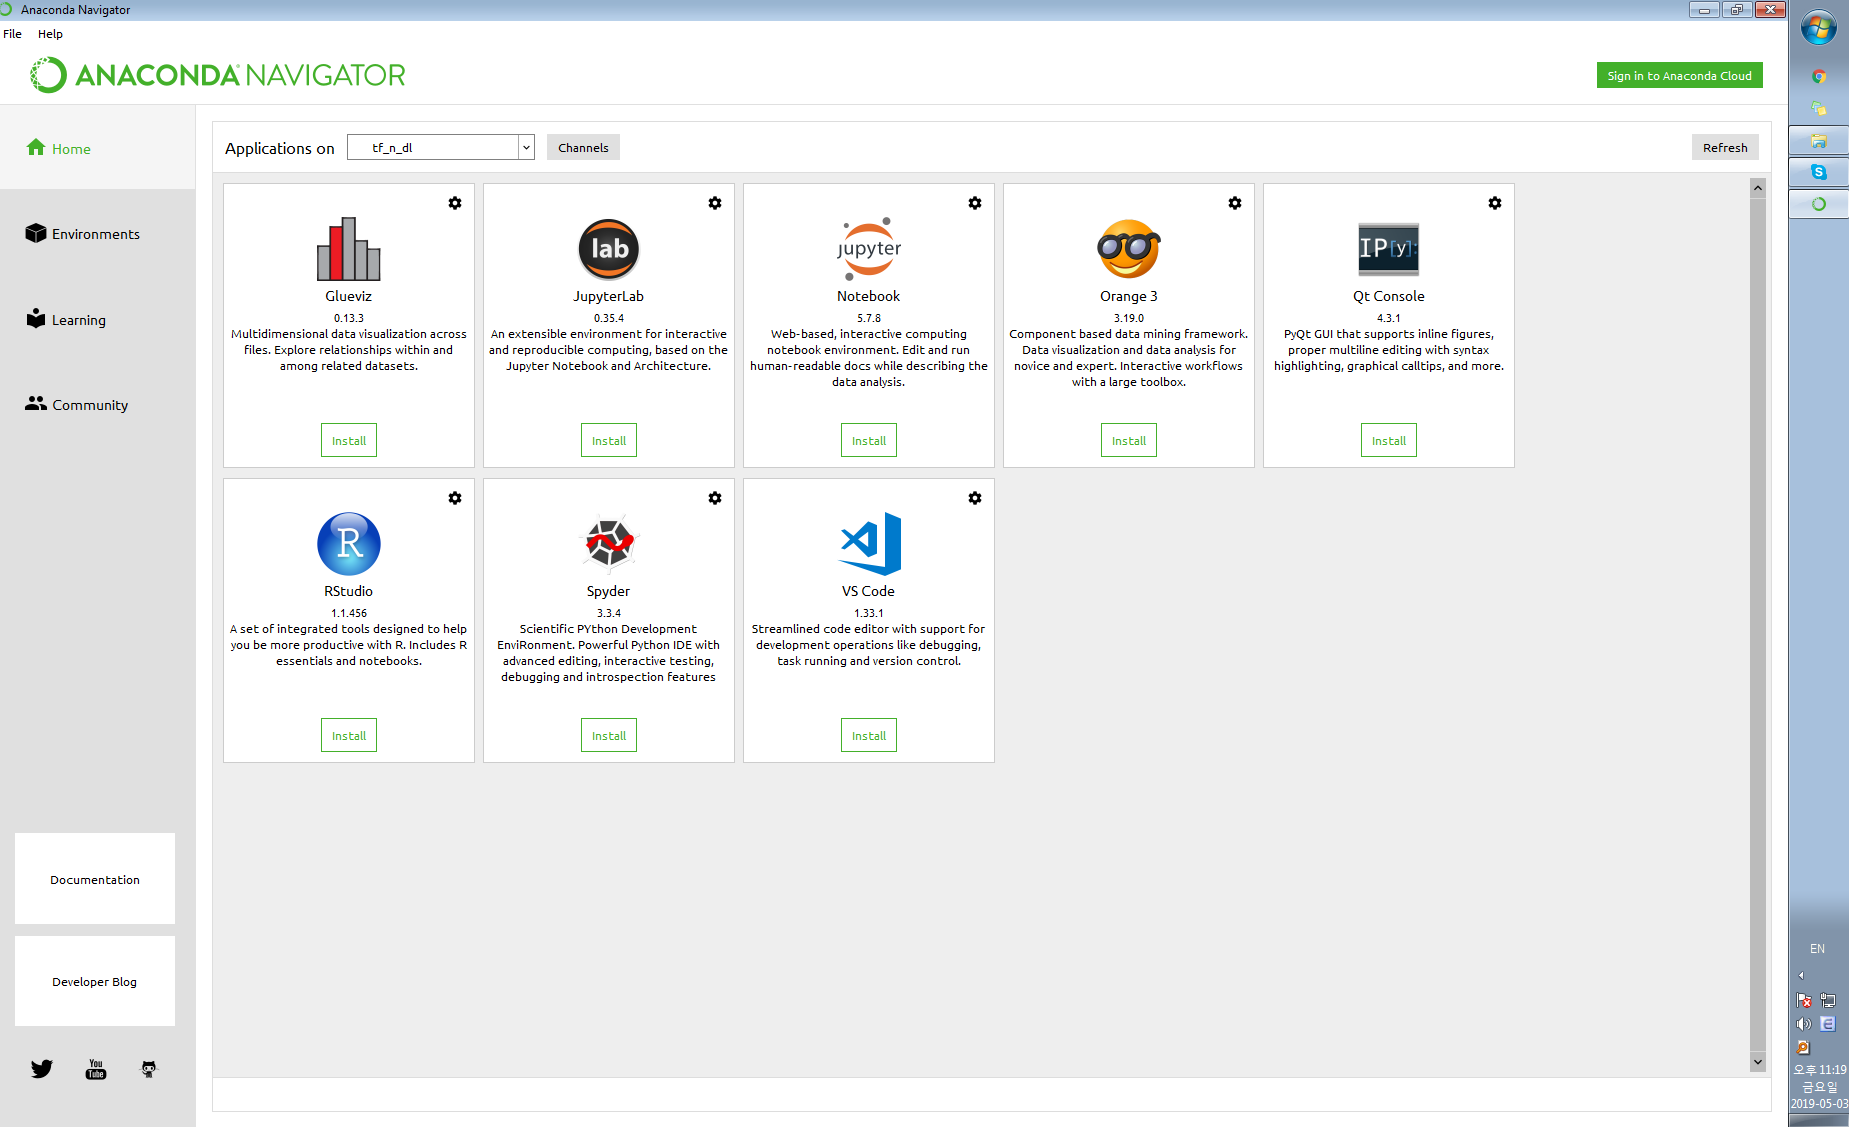 Anaconda Navigator
File Help
ANACONDA NAVIGATOR
Sign in to Anaconda Cloud
Home
Environments
Learning
Community
Documentation
Developer Blog
You
Tube
Applications on tf_n_dl Channels Refresh
Glueviz
0.13.3
Multidimensional data visualization across
files. Explore relationships within and
among related datasets.
Install
lab
JupyterLab
0.35.4
An extensible environment for interactive
and reproducible computing, based on the
Jupyter Notebook and Architecture.
Install
jupyter
Notebook
5.7.8
Web-based, interactive computing
notebook environment. Edit and run
human-readable docs while describing the
data analysis.
Install
Orange 3
3.19.0
Component based data mining framework.
Data visualization and data analysis for
novice and expert. Interactive workflows
with a large toolbox.
Install
IP[y]:
Qt Console
4.3.1
PyQt GUI that supports inline figures,
proper multiline editing with syntax
highlighting, graphical calltips, and more.
Install
R
RStudio
1.1.456
A set of integrated tools designed to help
you be more productive with R. Includes R
essentials and notebooks.
Install
Spyder
3.3.4
Scientific PYthon Development
EnviRonment. Powerful Python IDE with
advanced editing, interactive testing,
debugging and introspection features
Install
VS Code
1.33.1
Streamlined code editor with support for
development operations like debugging,
task running and version control.
Install
S
EN
E
오후 11:19
금요일
2019-05-03